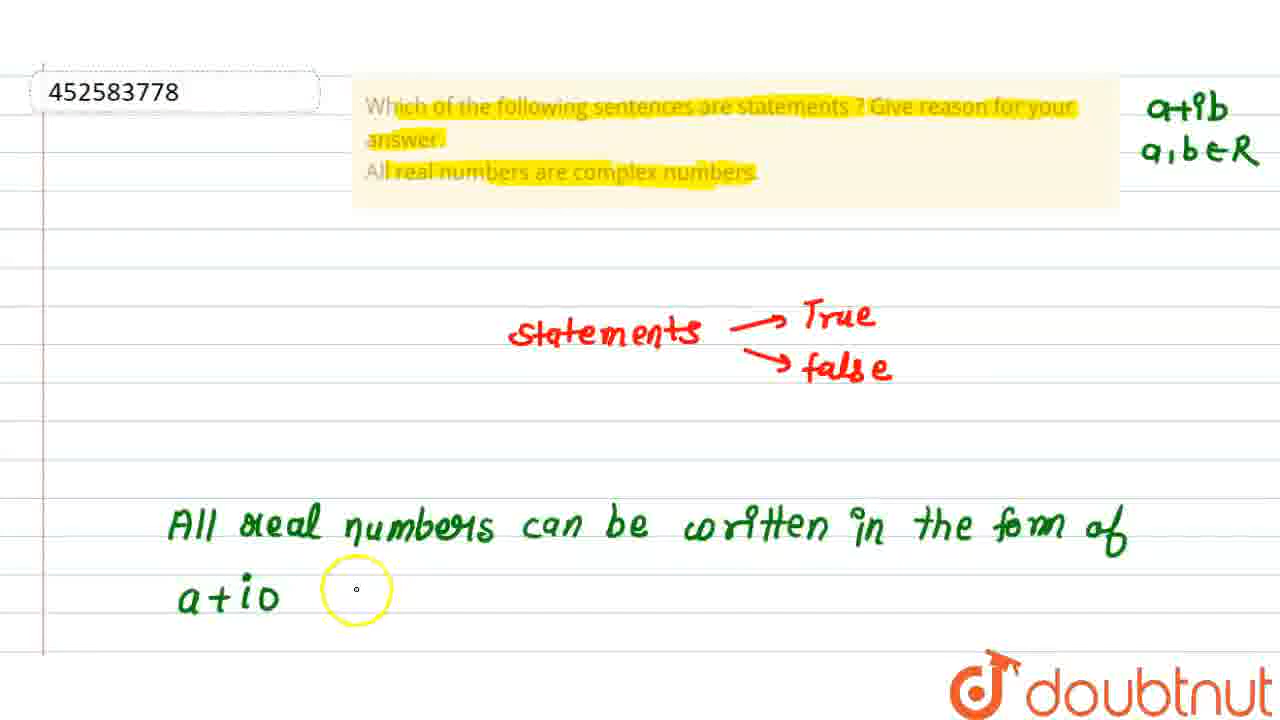 452583778
Which of the following sentences are statements ? Give reason for your
answer.
All real numbers are complex numbers.
a+ib
a,b∈R
statements
True
false
All real numbers can be written in the form of
a+i0
doubtnut